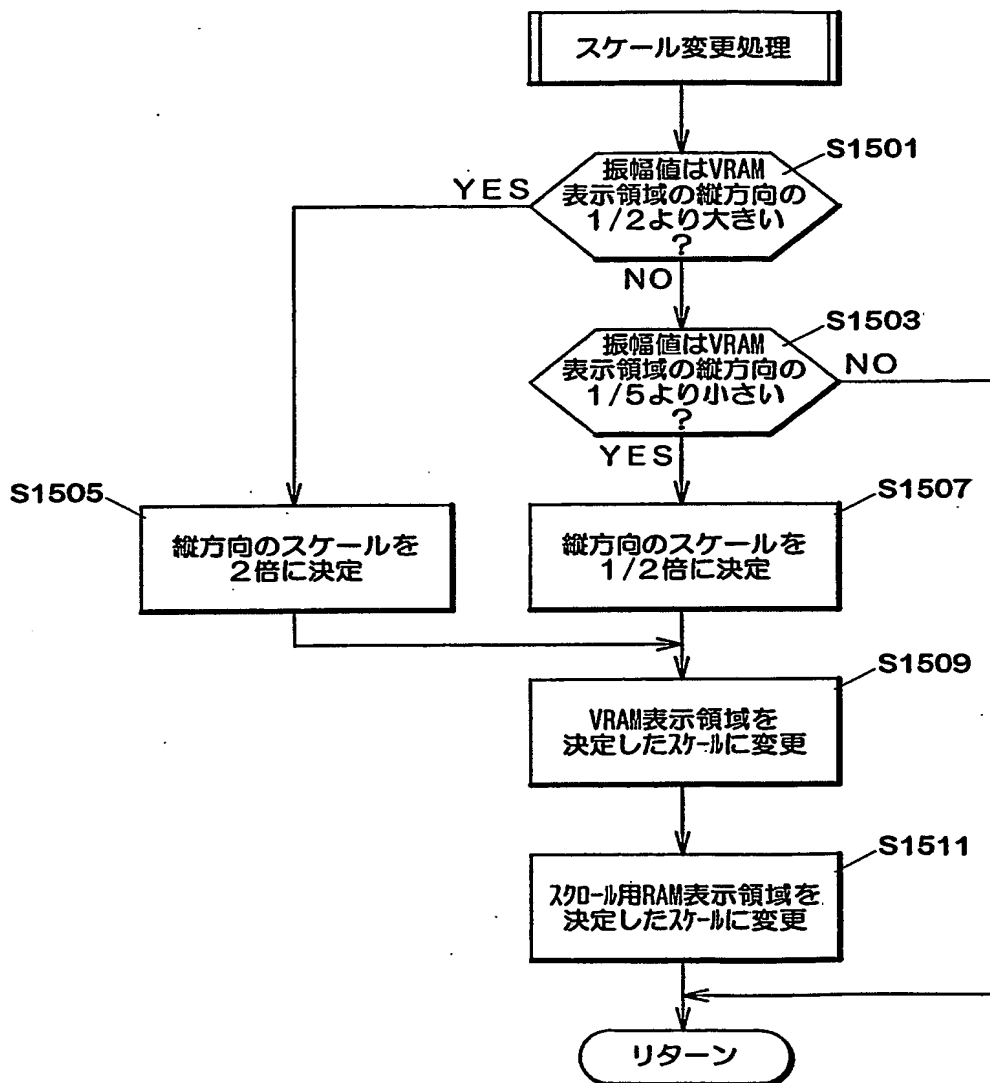 スケール変更処理
S1501
振幅値はVRAM
表示領域の縦方向の
1/2より大きい
?
YES
NO
S1503
振幅値はVRAM
表示領域の縦方向の
1/5より小さい
?
NO
YES
S1505
縦方向のスケールを
2倍に決定
S1507
縦方向のスケールを
1/2倍に決定
S1509
VRAM表示領域を
決定したスケールに変更
S1511
スクロール用RAM表示領域を
決定したスケールに変更
リターン